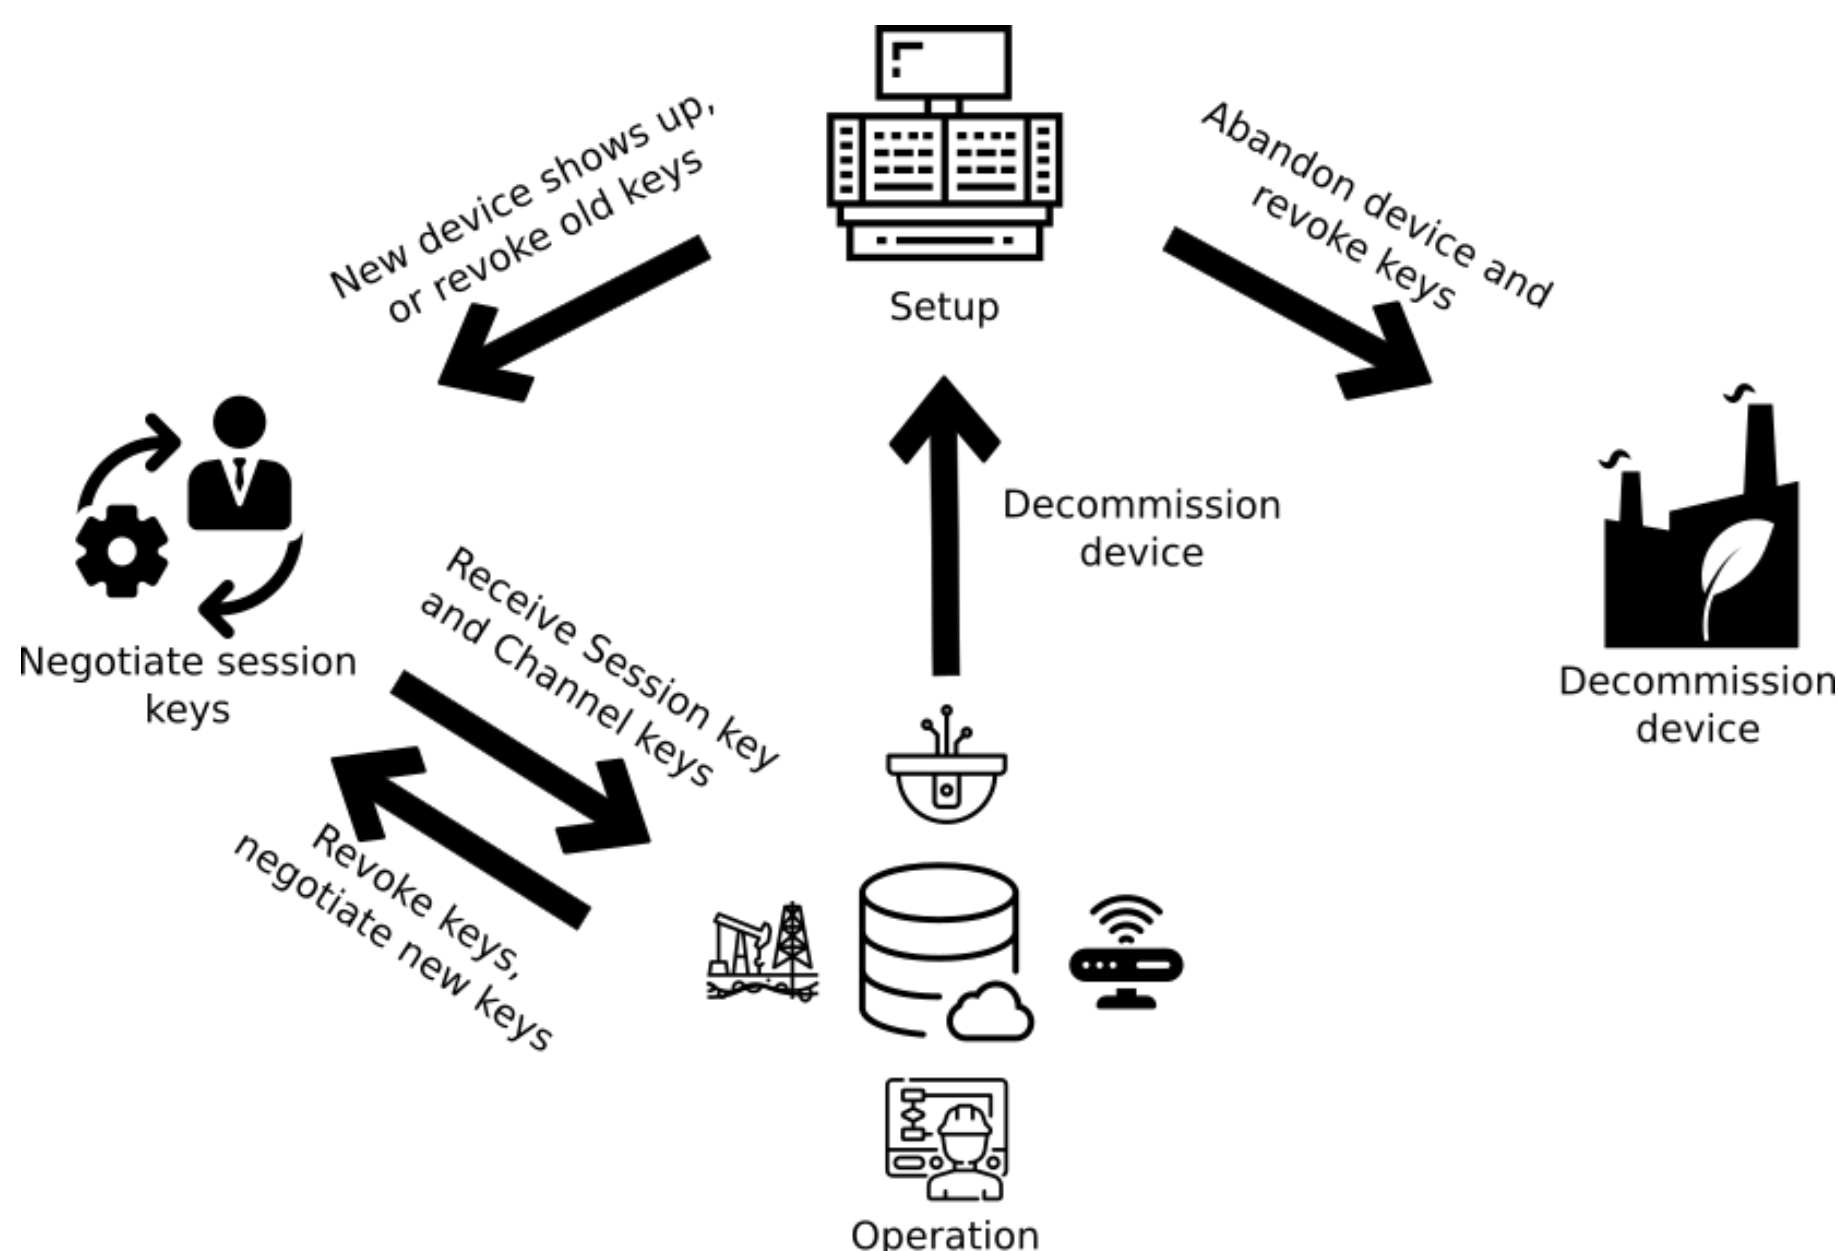 New device shows up,
or revoke old keys
Abandon device and
revoke keys
Setup
Decommission
device
Receive Session key
and Channel keys
Negotiate session
keys
Decommission
device
Revoke keys,
negotiate new keys
Operation